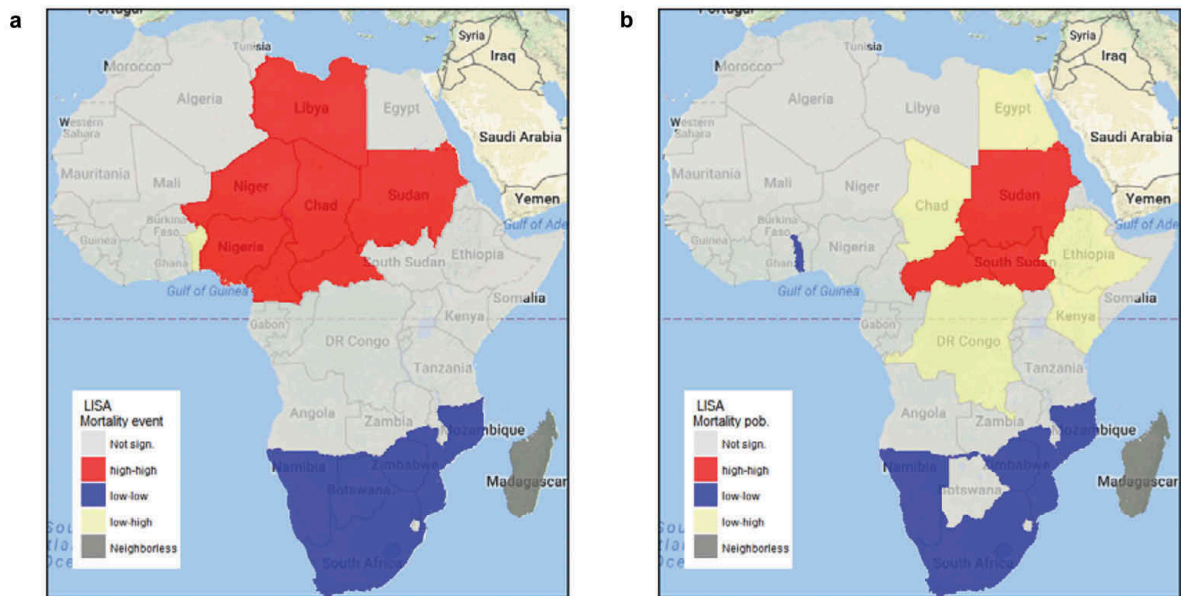 a
Portugal
Tunisia
Syria
Iraq
Morocco
Algeria
Libya
Egypt
Western
Sahara
Saudi Arabia
Mauritania
Mali
Niger
Chad
Sudan
Yemen
Burkina
Faso
Guinea
Ghana
Nigeria
Gulf of Ade
South Sudan
Ethiopia
Gulf of Guinea
Somalia
Gabon
Kenya
DR Congo
Tanzania
Angola
Zambia
Mozambique
Namibia
Zimbabwe
Botswana
Madagascar
South Africa
LISA
Mortality event
Not sign.
high-high
low-low
low-high
Neighborless
b
Portugal
Tunisia
Syria
Iraq
Morocco
Algeria
Libya
Egypt
Western
Sahara
Saudi Arabia
Mauritania
Mali
Niger
Chad
Sudan
Yemen
Burkina
Faso
Guinea
Ghana
Nigeria
Gulf of Ade
South Sudan
Ethiopia
Gulf of Guinea
Somalia
Gabon
Kenya
DR Congo
Tanzania
Angola
Zambia
Mozambique
Namibia
Zimbabwe
Botswana
Madagascar
South Africa
LISA
Mortality pob.
Not sign.
high-high
low-low
low-high
Neighborless